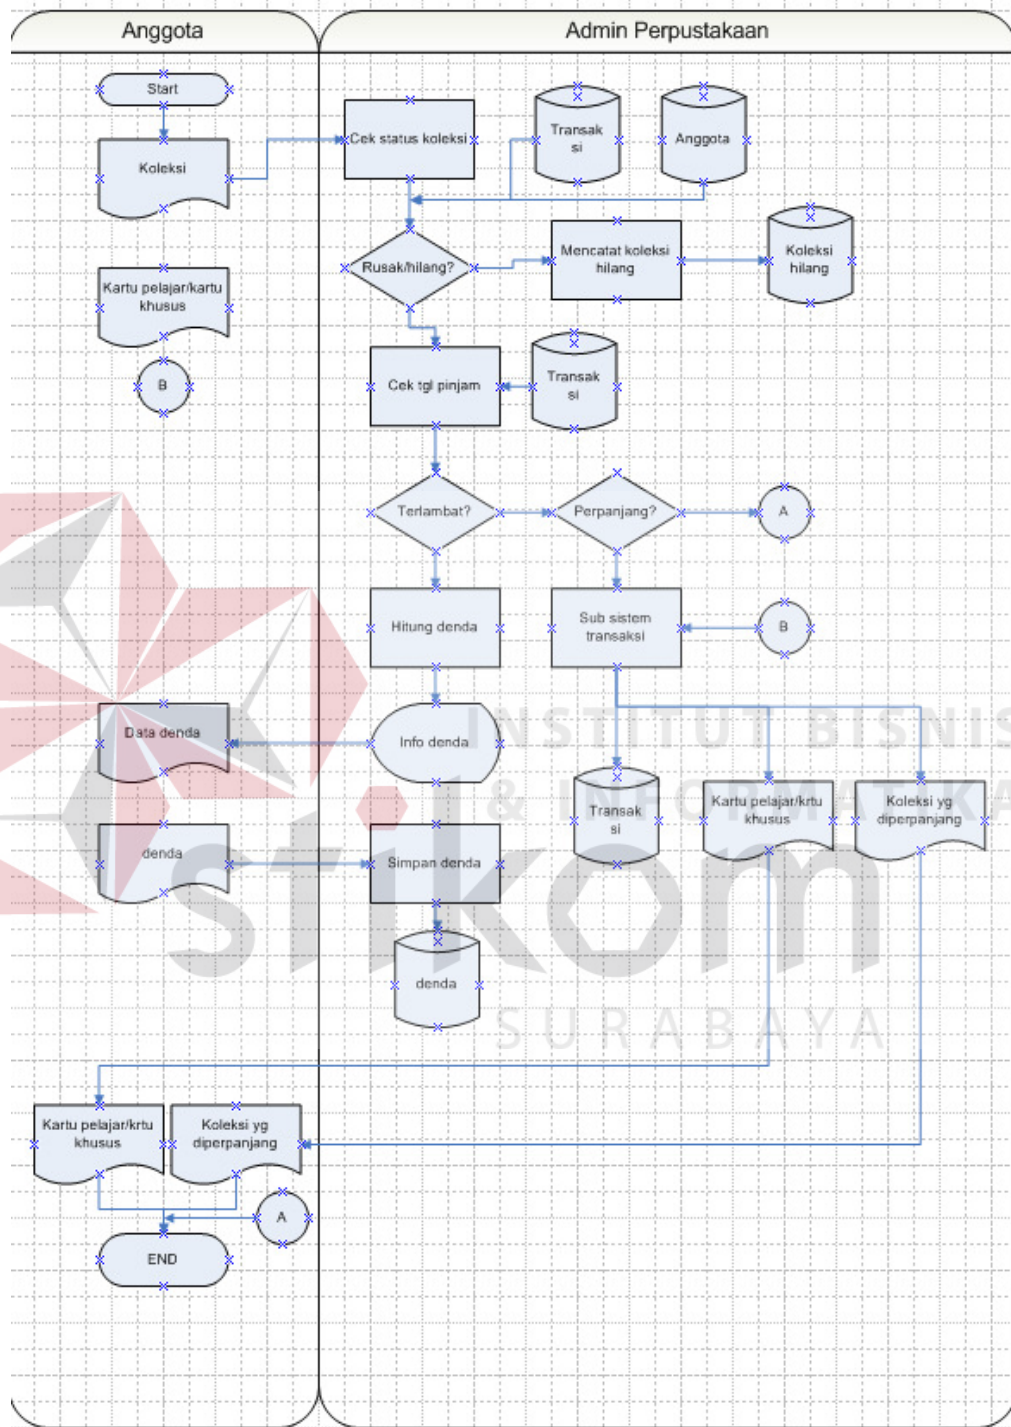 Anggota
Admin Perpustakaan
Start
Koleksi
Cek status koleksi
Transak
si
Anggota
Rusak/hilang?
Mencatat koleksi
hilang
Koleksi
hilang
Kartu pelajar/kartu
khusus
B
Cek tgl pinjam
Transak
si
Terlambat?
Perpanjang?
A
Hitung denda
Sub sistem
transaksi
B
Data denda
Info denda
INSTITUT BISNIS
& INFORMATIKA
stikom
SURABAYA
Transak
si
Kartu pelajar/krtu
khusus
Koleksi yg
diperpanjang
denda
Simpan denda
denda
Kartu pelajar/krtu
khusus
Koleksi yg
diperpanjang
A
END